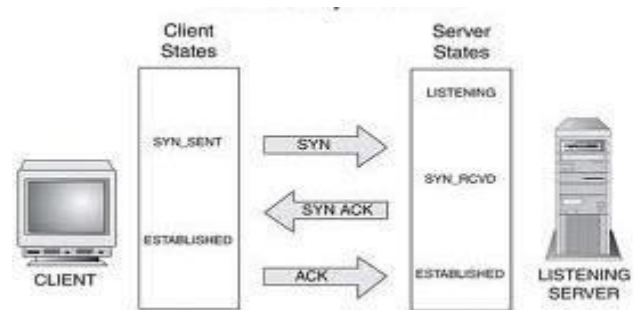 Client
States
Server
States
LISTENING
SYN_SENT
SYN
SYN_RCVD
SYN ACK
ESTABLISHED
CLIENT
ACK
ESTABLISHED
LISTENING
SERVER